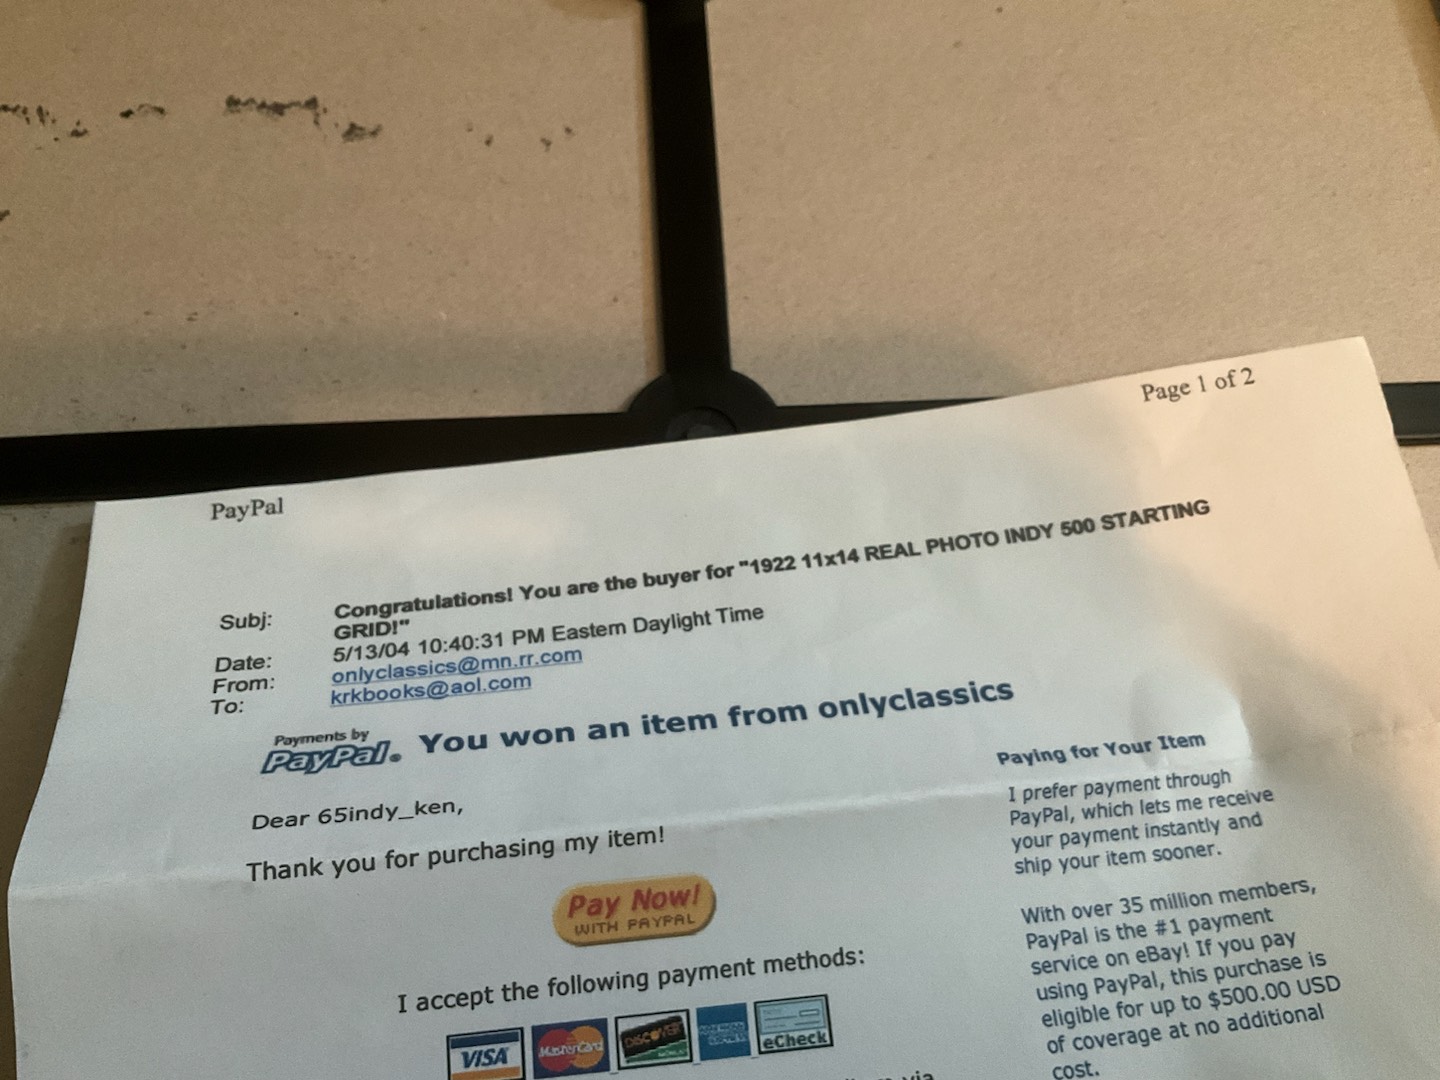 Page 1 of 2
PayPal
Subj: Congratulations! You are the buyer for "1922 11x14 REAL PHOTO INDY 500 STARTING
GRID!"
Date: 5/13/04 10:40:31 PM Eastern Daylight Time
From: onlyclassics@mn.rr.com
To: krkbooks@aol.com
Payments by
PayPal. You won an item from onlyclassics
Dear 65indy_ken,
Thank you for purchasing my item!
Pay Now!
WITH PAYPAL
I accept the following payment methods:
VISA MasterCard DISCOVER AMERICAN EXPRESS eCheck
via
Paying for Your Item
I prefer payment through
PayPal, which lets me receive
your payment instantly and
ship your item sooner.
With over 35 million members,
PayPal is the #1 payment
service on eBay! If you pay
using PayPal, this purchase is
eligible for up to $500.00 USD
of coverage at no additional
cost.